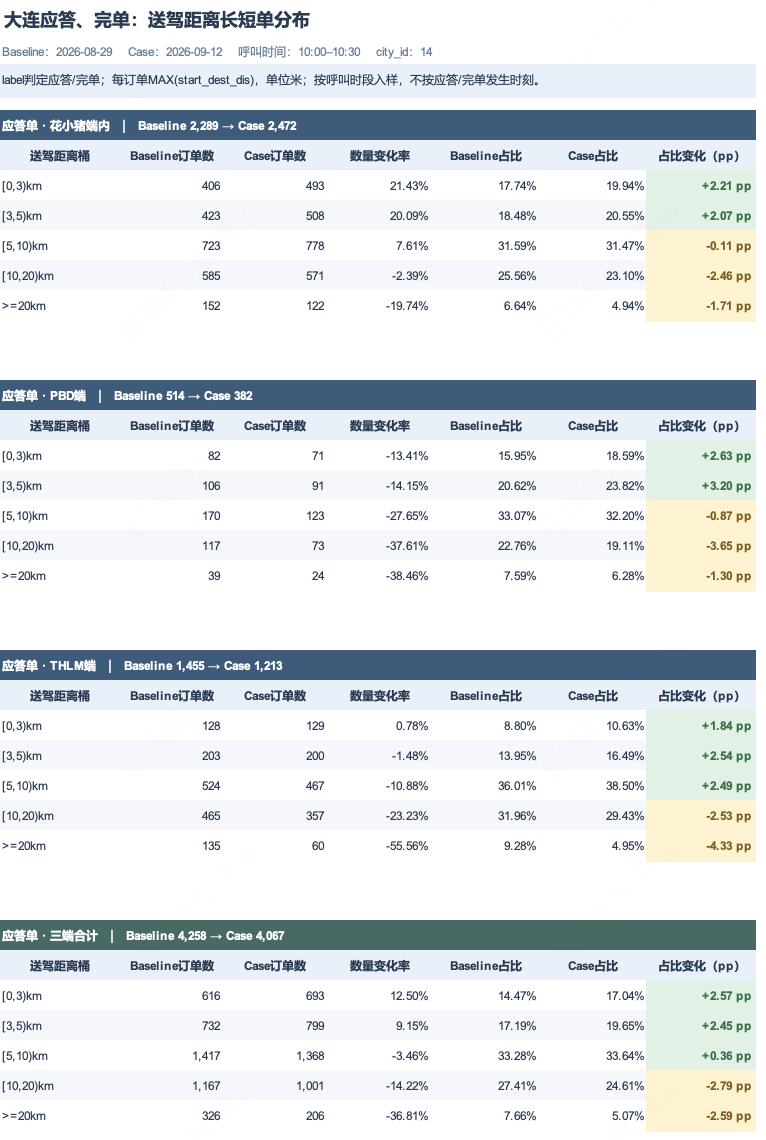 大连应答、完单：送驾距离长短单分布
Baseline：2026-08-29 Case：2026-09-12 呼叫时间：10:00–10:30 city_id：14
label判定应答/完单；每订单MAX(start_dest_dis)，单位米；按呼叫时段入样，不按应答/完单发生时刻。
应答单 · 花小猪端内 | Baseline 2,289 → Case 2,472
送驾距离桶 Baseline订单数 Case订单数 数量变化率 Baseline占比 Case占比 占比变化（pp）
[0,3)km 406 493 21.43% 17.74% 19.94% +2.21 pp
[3,5)km 423 508 20.09% 18.48% 20.55% +2.07 pp
[5,10)km 723 778 7.61% 31.59% 31.47% -0.11 pp
[10,20)km 585 571 -2.39% 25.56% 23.10% -2.46 pp
>=20km 152 122 -19.74% 6.64% 4.94% -1.71 pp
应答单 · PBD端 | Baseline 514 → Case 382
送驾距离桶 Baseline订单数 Case订单数 数量变化率 Baseline占比 Case占比 占比变化（pp）
[0,3)km 82 71 -13.41% 15.95% 18.59% +2.63 pp
[3,5)km 106 91 -14.15% 20.62% 23.82% +3.20 pp
[5,10)km 170 123 -27.65% 33.07% 32.20% -0.87 pp
[10,20)km 117 73 -37.61% 22.76% 19.11% -3.65 pp
>=20km 39 24 -38.46% 7.59% 6.28% -1.30 pp
应答单 · THLM端 | Baseline 1,455 → Case 1,213
送驾距离桶 Baseline订单数 Case订单数 数量变化率 Baseline占比 Case占比 占比变化（pp）
[0,3)km 128 129 0.78% 8.80% 10.63% +1.84 pp
[3,5)km 203 200 -1.48% 13.95% 16.49% +2.54 pp
[5,10)km 524 467 -10.88% 36.01% 38.50% +2.49 pp
[10,20)km 465 357 -23.23% 31.96% 29.43% -2.53 pp
>=20km 135 60 -55.56% 9.28% 4.95% -4.33 pp
应答单 · 三端合计 | Baseline 4,258 → Case 4,067
送驾距离桶 Baseline订单数 Case订单数 数量变化率 Baseline占比 Case占比 占比变化（pp）
[0,3)km 616 693 12.50% 14.47% 17.04% +2.57 pp
[3,5)km 732 799 9.15% 17.19% 19.65% +2.45 pp
[5,10)km 1,417 1,368 -3.46% 33.28% 33.64% +0.36 pp
[10,20)km 1,167 1,001 -14.22% 27.41% 24.61% -2.79 pp
>=20km 326 206 -36.81% 7.66% 5.07% -2.59 pp